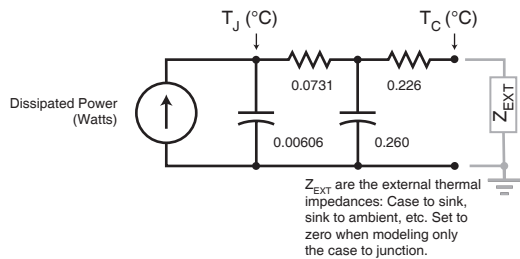 T_J (°C)
T_C (°C)
0.0731
0.226
Dissipated Power
(Watts)
Z_EXT
0.00606
0.260
Z_EXT are the external thermal
impedances: Case to sink,
sink to ambient, etc. Set to
zero when modeling only
the case to junction.